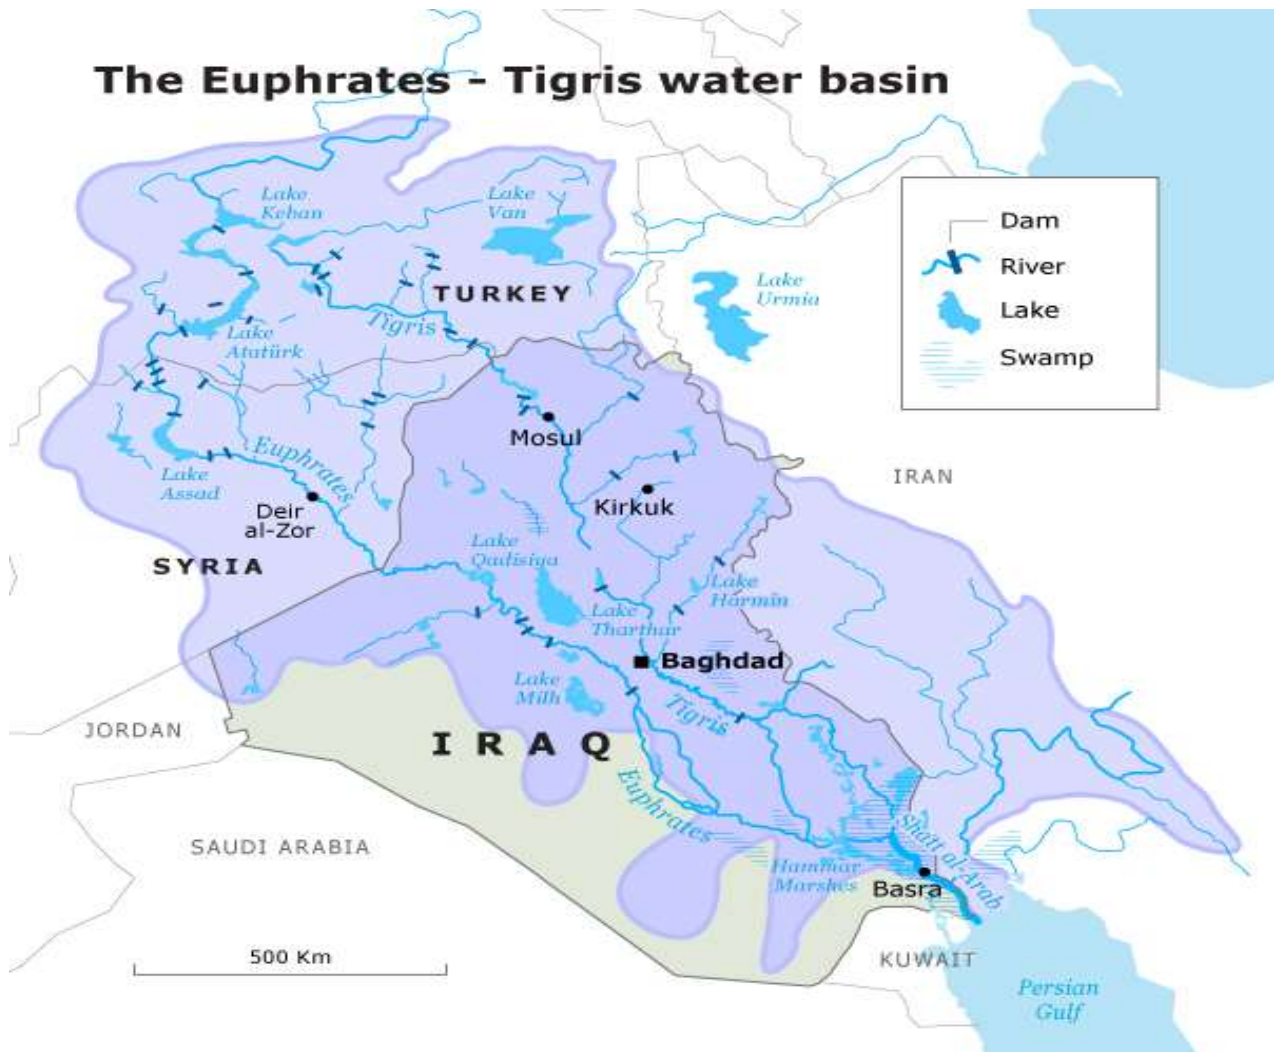 The Euphrates - Tigris water basin
Lake
Keban
Lake
Van
Dam
River
Lake
Swamp
Lake
Urmia
TURKEY
Tigris
Lake
Atatürk
Mosul
Euphrates
Lake
Assad
IRAN
Kirkuk
Deir
al-Zor
Lake
Qadisiya
SYRIA
Lake
Harmin
Lake
Tharthar
Baghdad
Lake
Milh
Tigris
JORDAN
IRAQ
Euphrates
Shatt al-Arab
SAUDI ARABIA
Hammar
Marshes
Basra
500 Km
KUWAIT
Persian
Gulf